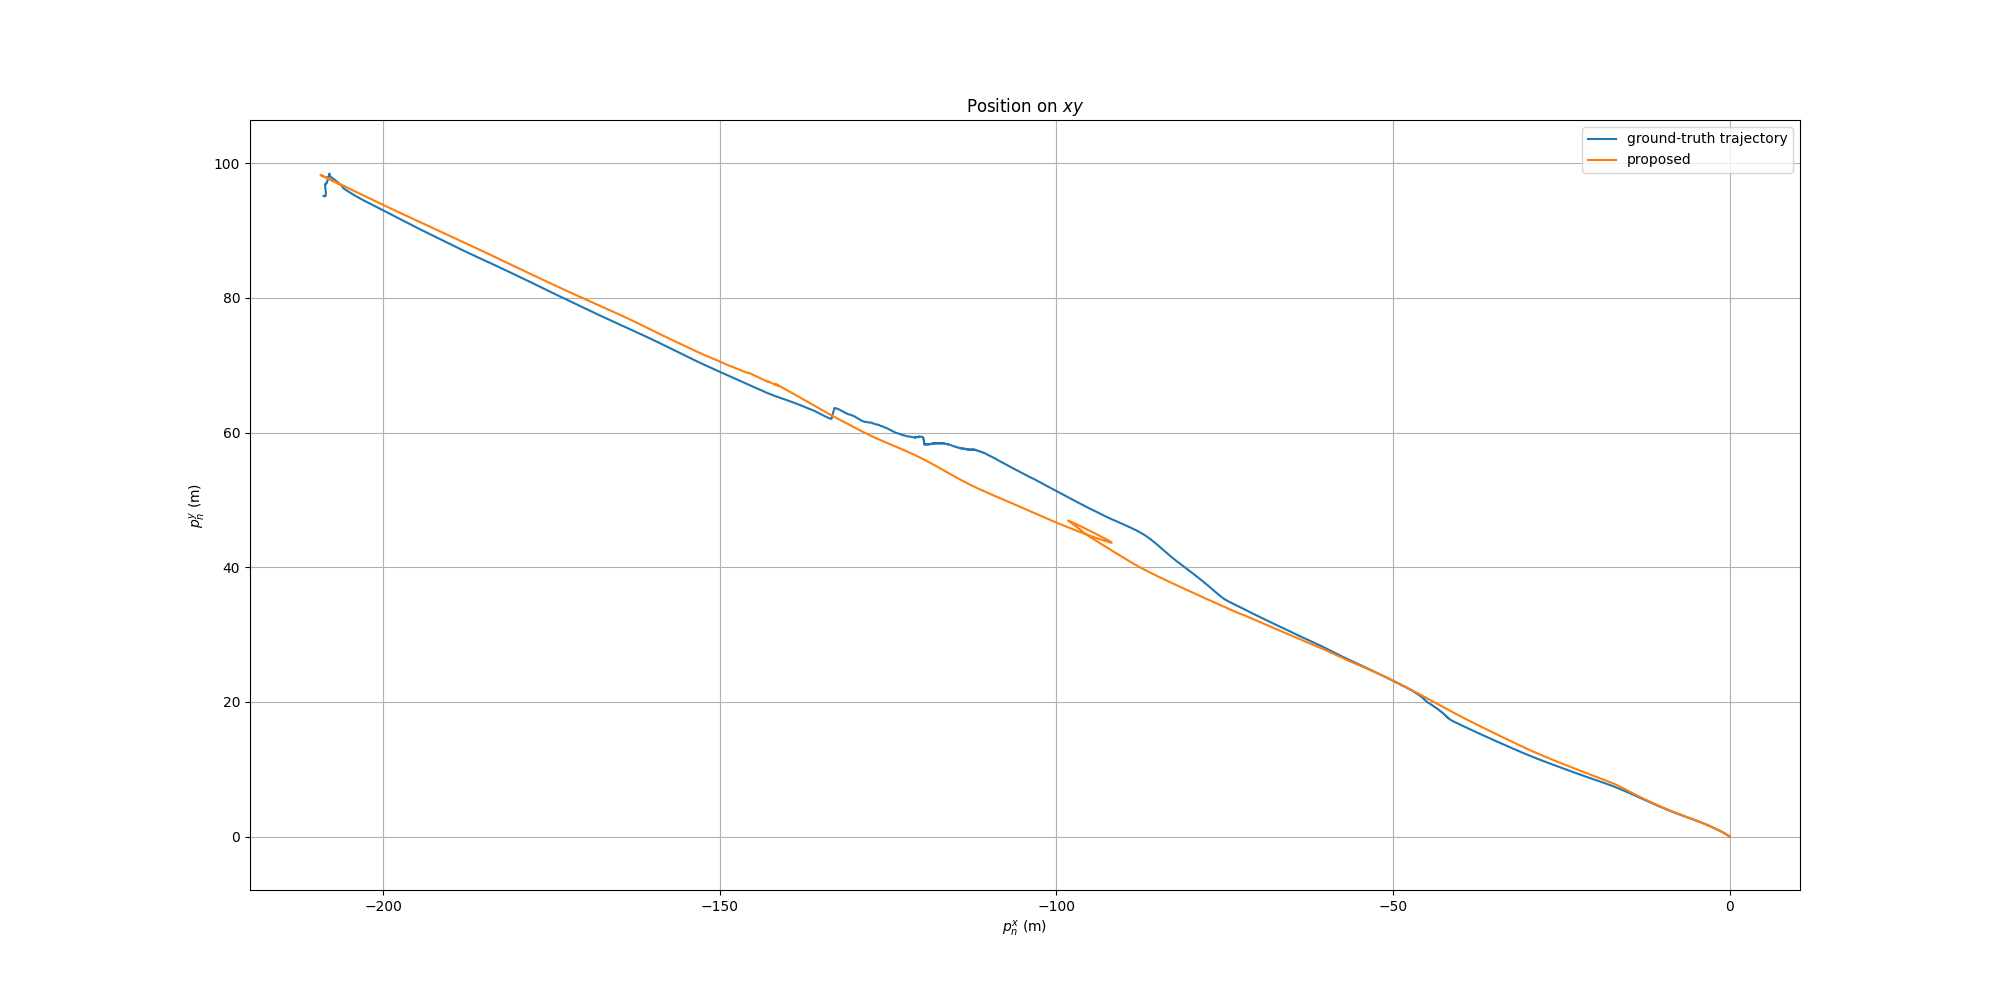 Position on xy
ground-truth trajectory
proposed
100
80
60
40
20
0
p_n^y (m)
−200
−150
−100
−50
0
p_n^x (m)